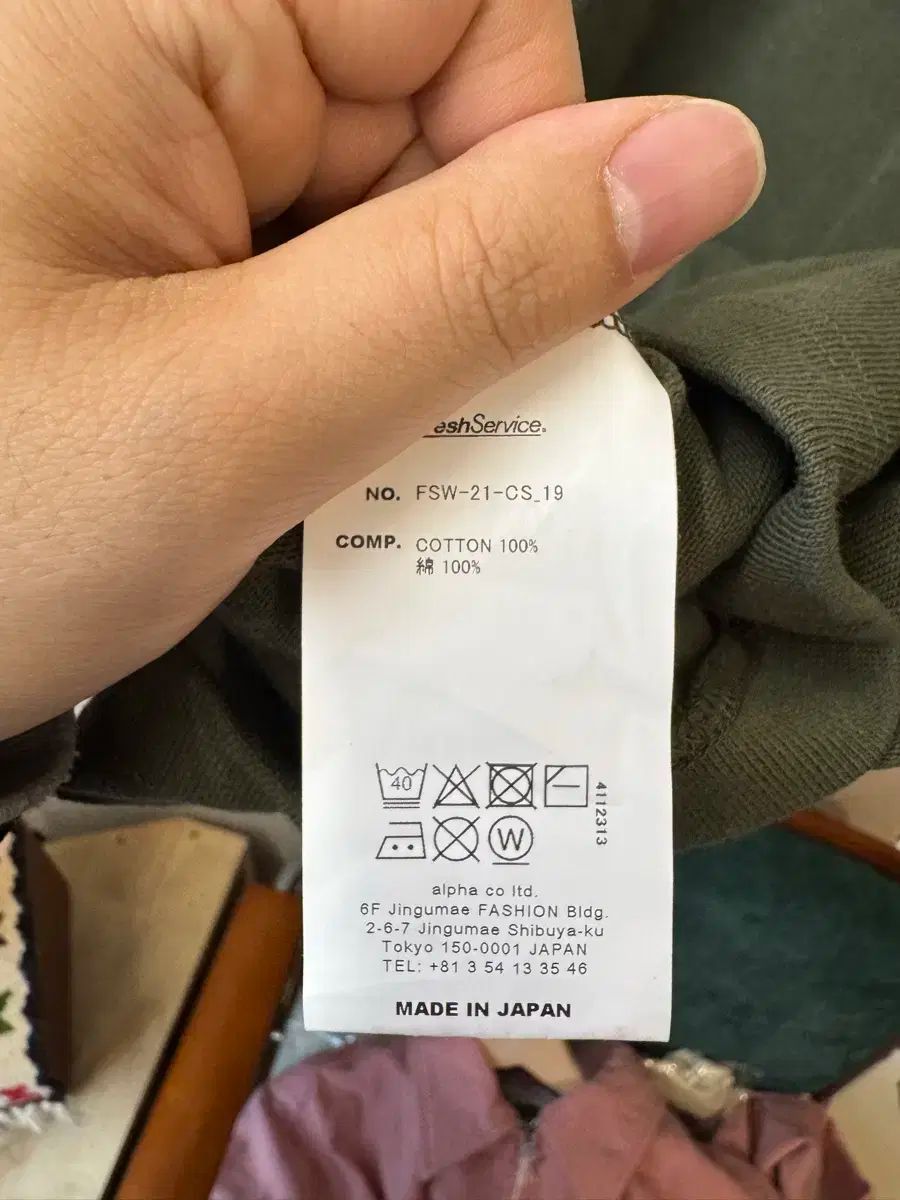 eshService.
NO. FSW-21-CS_19
COMP. COTTON 100%
綿 100%
40
W
4112313
alpha co ltd.
6F Jingumae FASHION Bldg.
2-6-7 Jingumae Shibuya-ku
Tokyo 150-0001 JAPAN
TEL: +81 3 54 13 35 46
MADE IN JAPAN